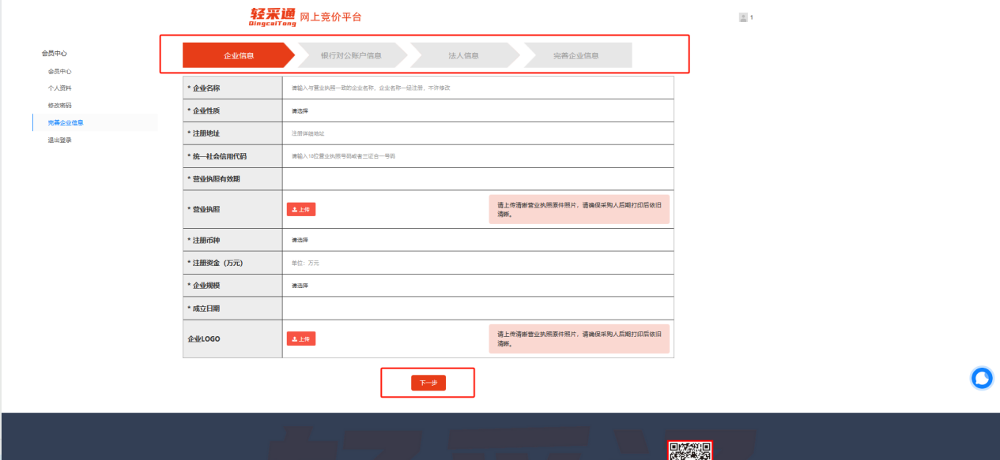 轻采通 网上竞价平台
QingcaiTong
1
会员中心
会员中心
个人资料
修改密码
完善企业信息
退出登录
企业信息
银行对公账户信息
法人信息
完善企业信息
* 企业名称
请输入与营业执照一致的企业名称、企业名称一经注册，不许修改
* 企业性质
请选择
* 注册地址
注册详细地址
* 统一社会信用代码
请输入18位营业执照号码或者三证合一号码
* 营业执照有效期
* 营业执照
上传
请上传清晰营业执照原件照片，请确保采购人后期打印后依旧
清晰。
* 注册币种
请选择
* 注册资金（万元）
单位：万元
* 企业规模
请选择
* 成立日期
企业LOGO
上传
请上传清晰营业执照原件照片，请确保采购人后期打印后依旧
清晰。
下一步